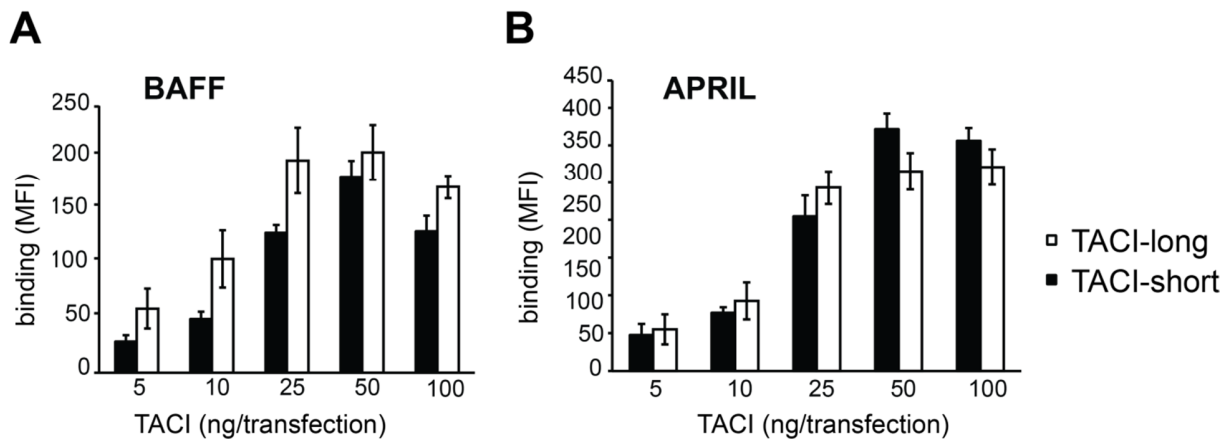 A
BAFF
250
200
150
100
50
0
binding (MFI)
5 10 25 50 100
TACI (ng/transfection)
B
APRIL
450
400
350
300
250
150
100
50
0
binding (MFI)
5 10 25 50 100
TACI (ng/transfection)
TACI-long
TACI-short